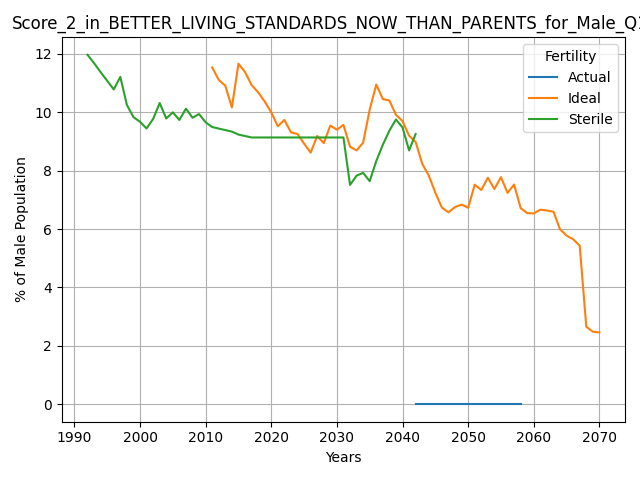 Score_2_in_BETTER_LIVING_STANDARDS_NOW_THAN_PARENTS_for_Male_Q
Fertility
Actual
Ideal
Sterile
% of Male Population
12
10
8
6
4
2
0
1990 2000 2010 2020 2030 2040 2050 2060 2070
Years